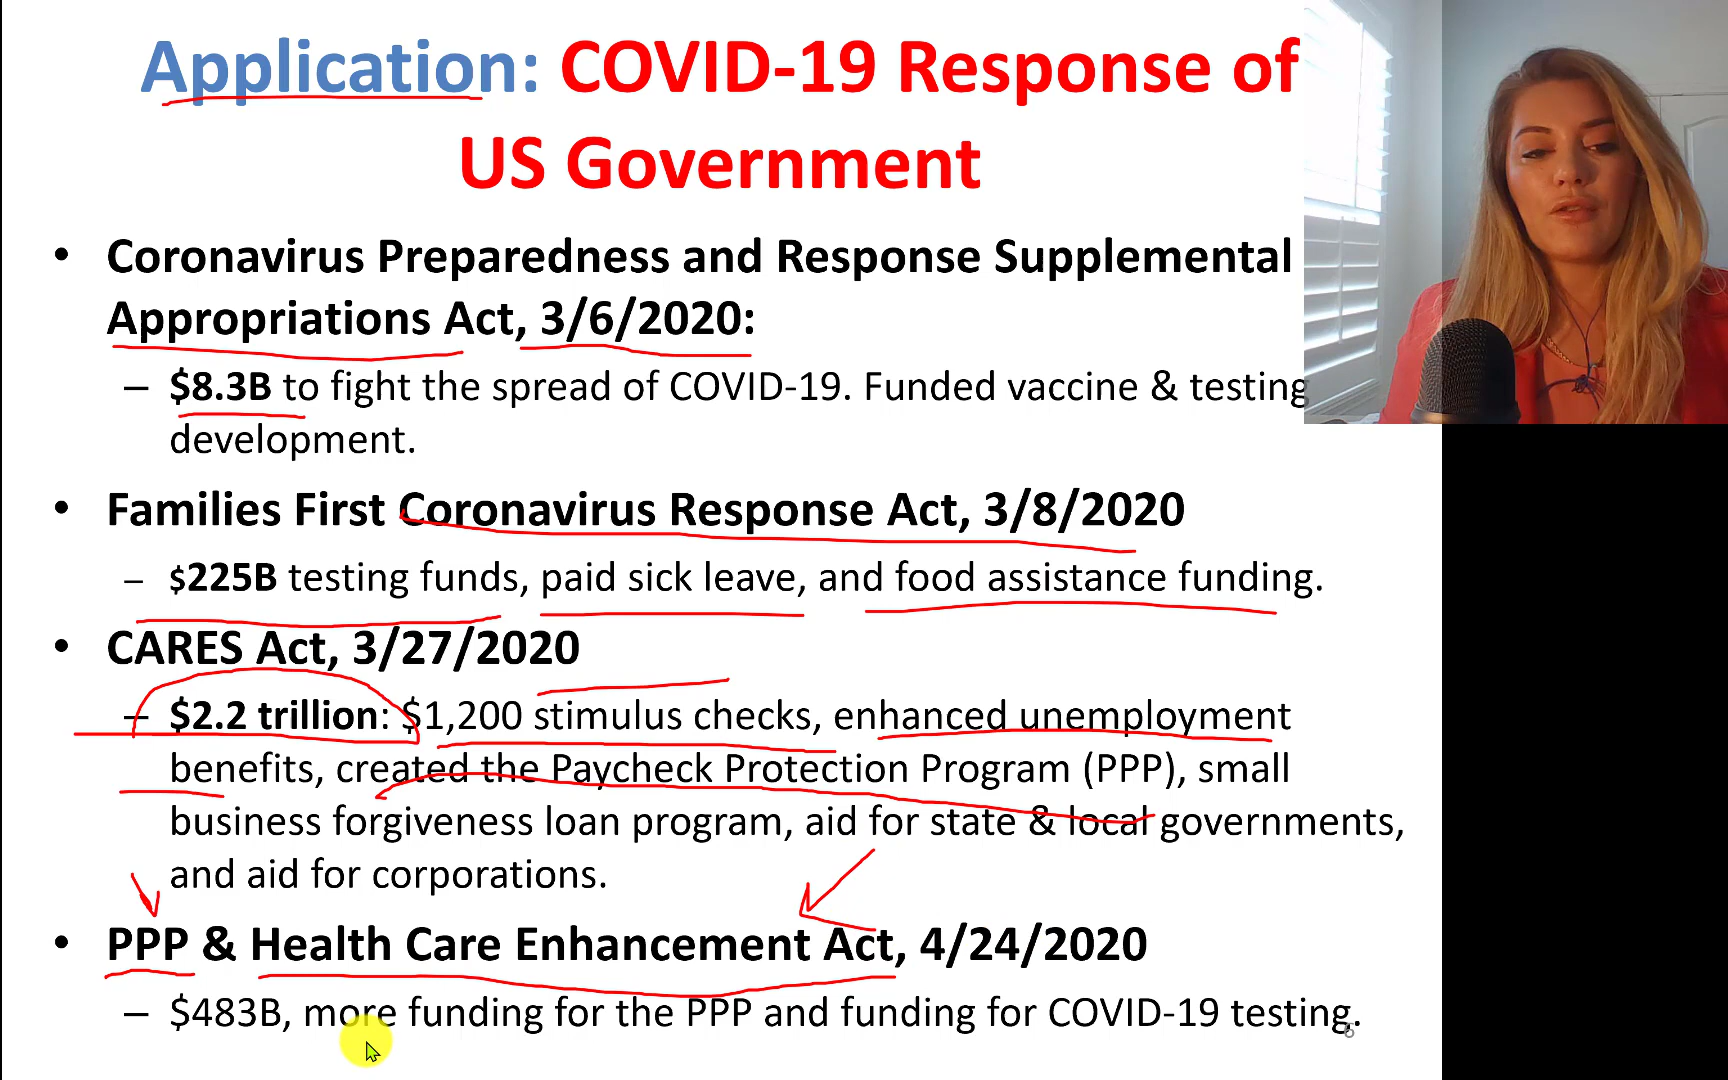 Application: COVID-19 Response of
US Government
• Coronavirus Preparedness and Response Supplemental
Appropriations Act, 3/6/2020:
– $8.3B to fight the spread of COVID-19. Funded vaccine & testing
development.
• Families First Coronavirus Response Act, 3/8/2020
– $225B testing funds, paid sick leave, and food assistance funding.
• CARES Act, 3/27/2020
– $2.2 trillion: $1,200 stimulus checks, enhanced unemployment
benefits, created the Paycheck Protection Program (PPP), small
business forgiveness loan program, aid for state & local governments,
and aid for corporations.
• PPP & Health Care Enhancement Act, 4/24/2020
– $483B, more funding for the PPP and funding for COVID-19 testing.
6